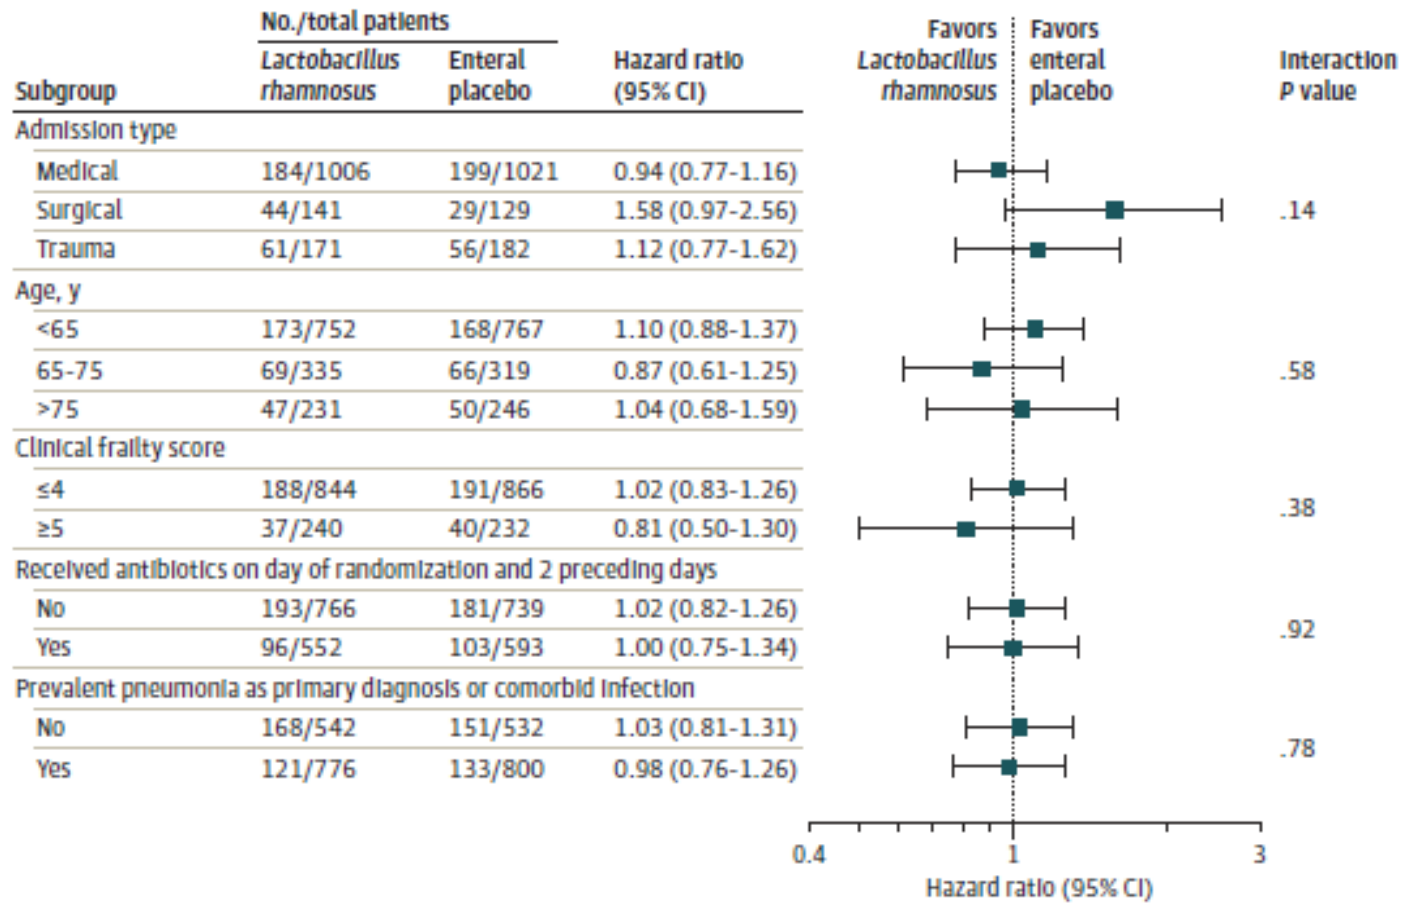 No./total patients
Favors Favors
Lactobacillus Enteral Hazard ratio Lactobacillus enteral Interaction
Subgroup rhamnosus placebo (95% CI) rhamnosus placebo P value
Admission type
Medical 184/1006 199/1021 0.94 (0.77-1.16)
Surgical 44/141 29/129 1.58 (0.97-2.56) .14
Trauma 61/171 56/182 1.12 (0.77-1.62)
Age, y
<65 173/752 168/767 1.10 (0.88-1.37)
65-75 69/335 66/319 0.87 (0.61-1.25) .58
>75 47/231 50/246 1.04 (0.68-1.59)
Clinical frailty score
≤4 188/844 191/866 1.02 (0.83-1.26)
.38
≥5 37/240 40/232 0.81 (0.50-1.30)
Received antibiotics on day of randomization and 2 preceding days
No 193/766 181/739 1.02 (0.82-1.26)
.92
Yes 96/552 103/593 1.00 (0.75-1.34)
Prevalent pneumonia as primary diagnosis or comorbid infection
No 168/542 151/532 1.03 (0.81-1.31)
.78
Yes 121/776 133/800 0.98 (0.76-1.26)
0.4 1 3
Hazard ratio (95% CI)